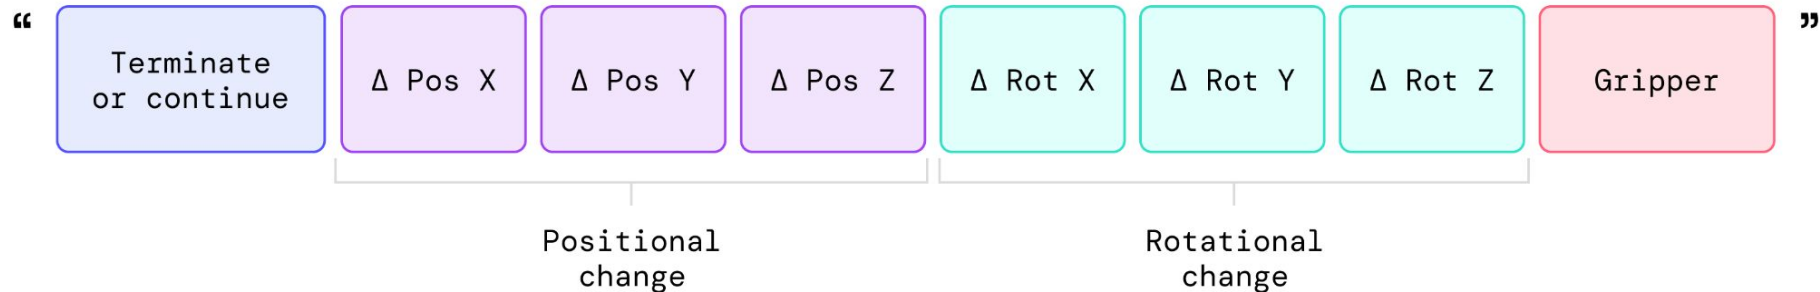 “
Terminate
or continue
Δ Pos X
Δ Pos Y
Δ Pos Z
Δ Rot X
Δ Rot Y
Δ Rot Z
Gripper
”
Positional
change
Rotational
change